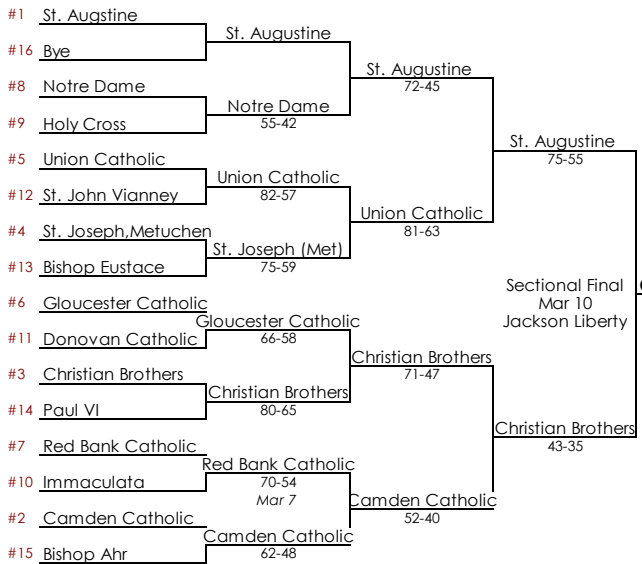 #1 St. Augstine
St. Augustine
#16 Bye
St. Augustine
72-45
#8 Notre Dame
Notre Dame
55-42
#9 Holy Cross
St. Augustine
75-55
#5 Union Catholic
Union Catholic
82-57
#12 St. John Vianney
Union Catholic
81-63
#4 St. Joseph,Metuchen
St. Joseph (Met)
75-59
#13 Bishop Eustace
Sectional Final
Mar 10
Jackson Liberty
#6 Gloucester Catholic
Gloucester Catholic
66-58
#11 Donovan Catholic
Christian Brothers
71-47
#3 Christian Brothers
Christian Brothers
80-65
#14 Paul VI
Christian Brothers
43-35
#7 Red Bank Catholic
Red Bank Catholic
70-54
Mar 7
#10 Immaculata
Camden Catholic
52-40
#2 Camden Catholic
Camden Catholic
62-48
#15 Bishop Ahr